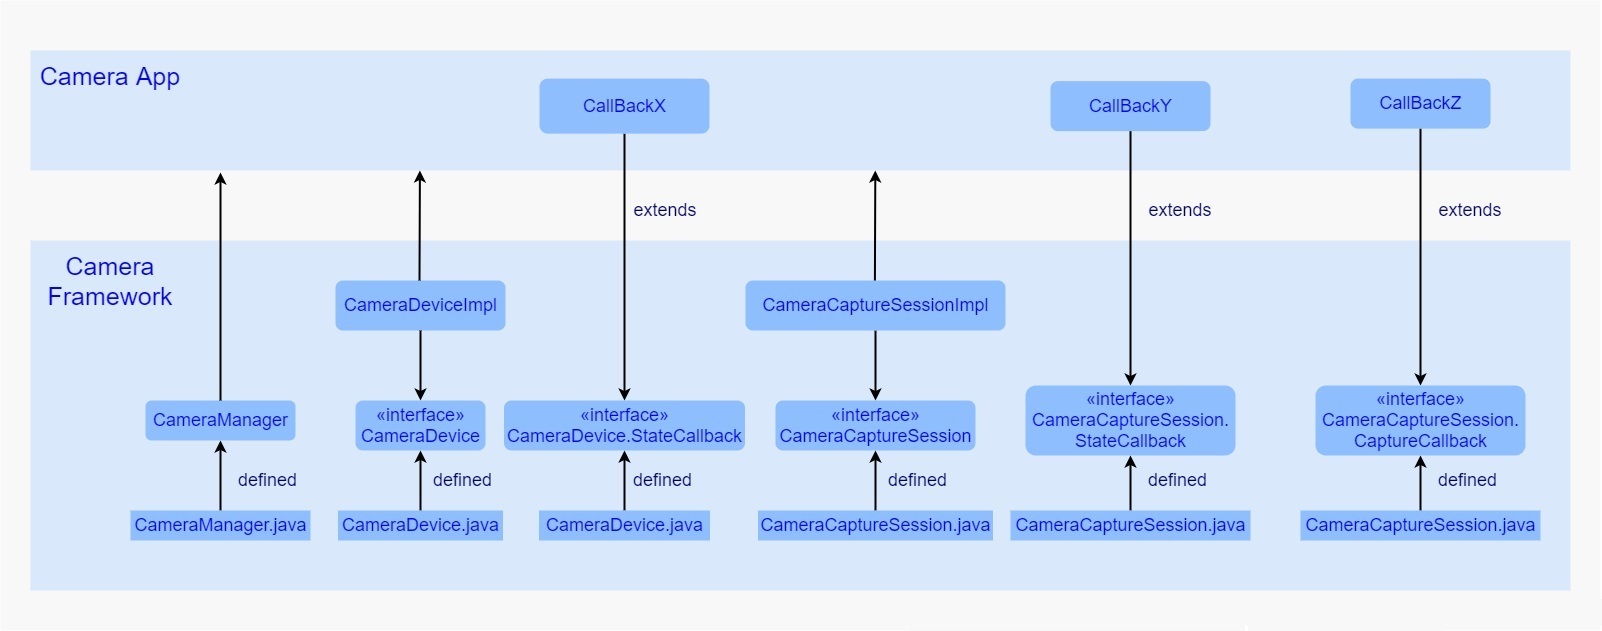 Camera App
CallBackX
CallBackY
CallBackZ
extends
extends
extends
Camera
Framework
CameraDeviceImpl
CameraCaptureSessionImpl
CameraManager
«interface»
CameraDevice
«interface»
CameraDevice.StateCallback
«interface»
CameraCaptureSession
«interface»
CameraCaptureSession.
StateCallback
«interface»
CameraCaptureSession.
CaptureCallback
defined
defined
defined
defined
defined
defined
CameraManager.java
CameraDevice.java
CameraDevice.java
CameraCaptureSession.java
CameraCaptureSession.java
CameraCaptureSession.java